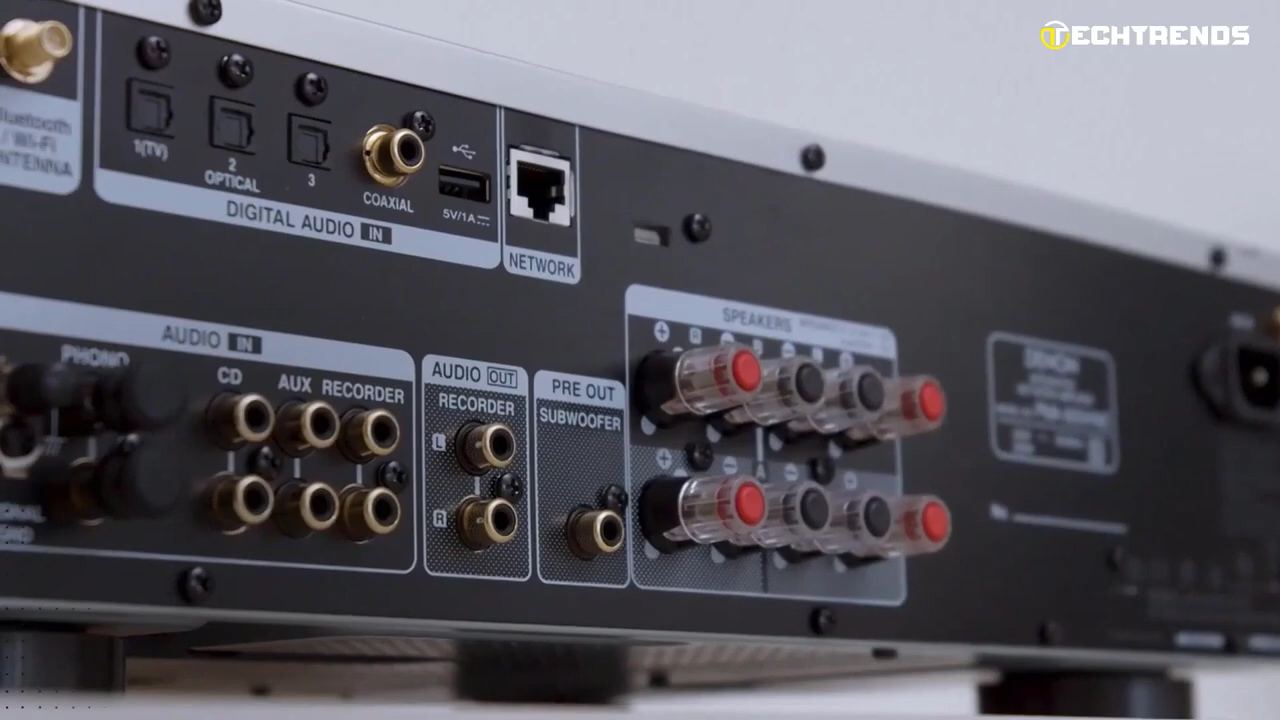 TECHTRENDS
Bluetooth
/ Wi-Fi
ANTENNA
1(TV)
2
OPTICAL
3
COAXIAL
5V/1A
DIGITAL AUDIO IN
NETWORK
AUDIO IN
PHONO
CD
AUX
RECORDER
AUDIO OUT
RECORDER
L
R
PRE OUT
SUBWOOFER
SPEAKERS
DENON